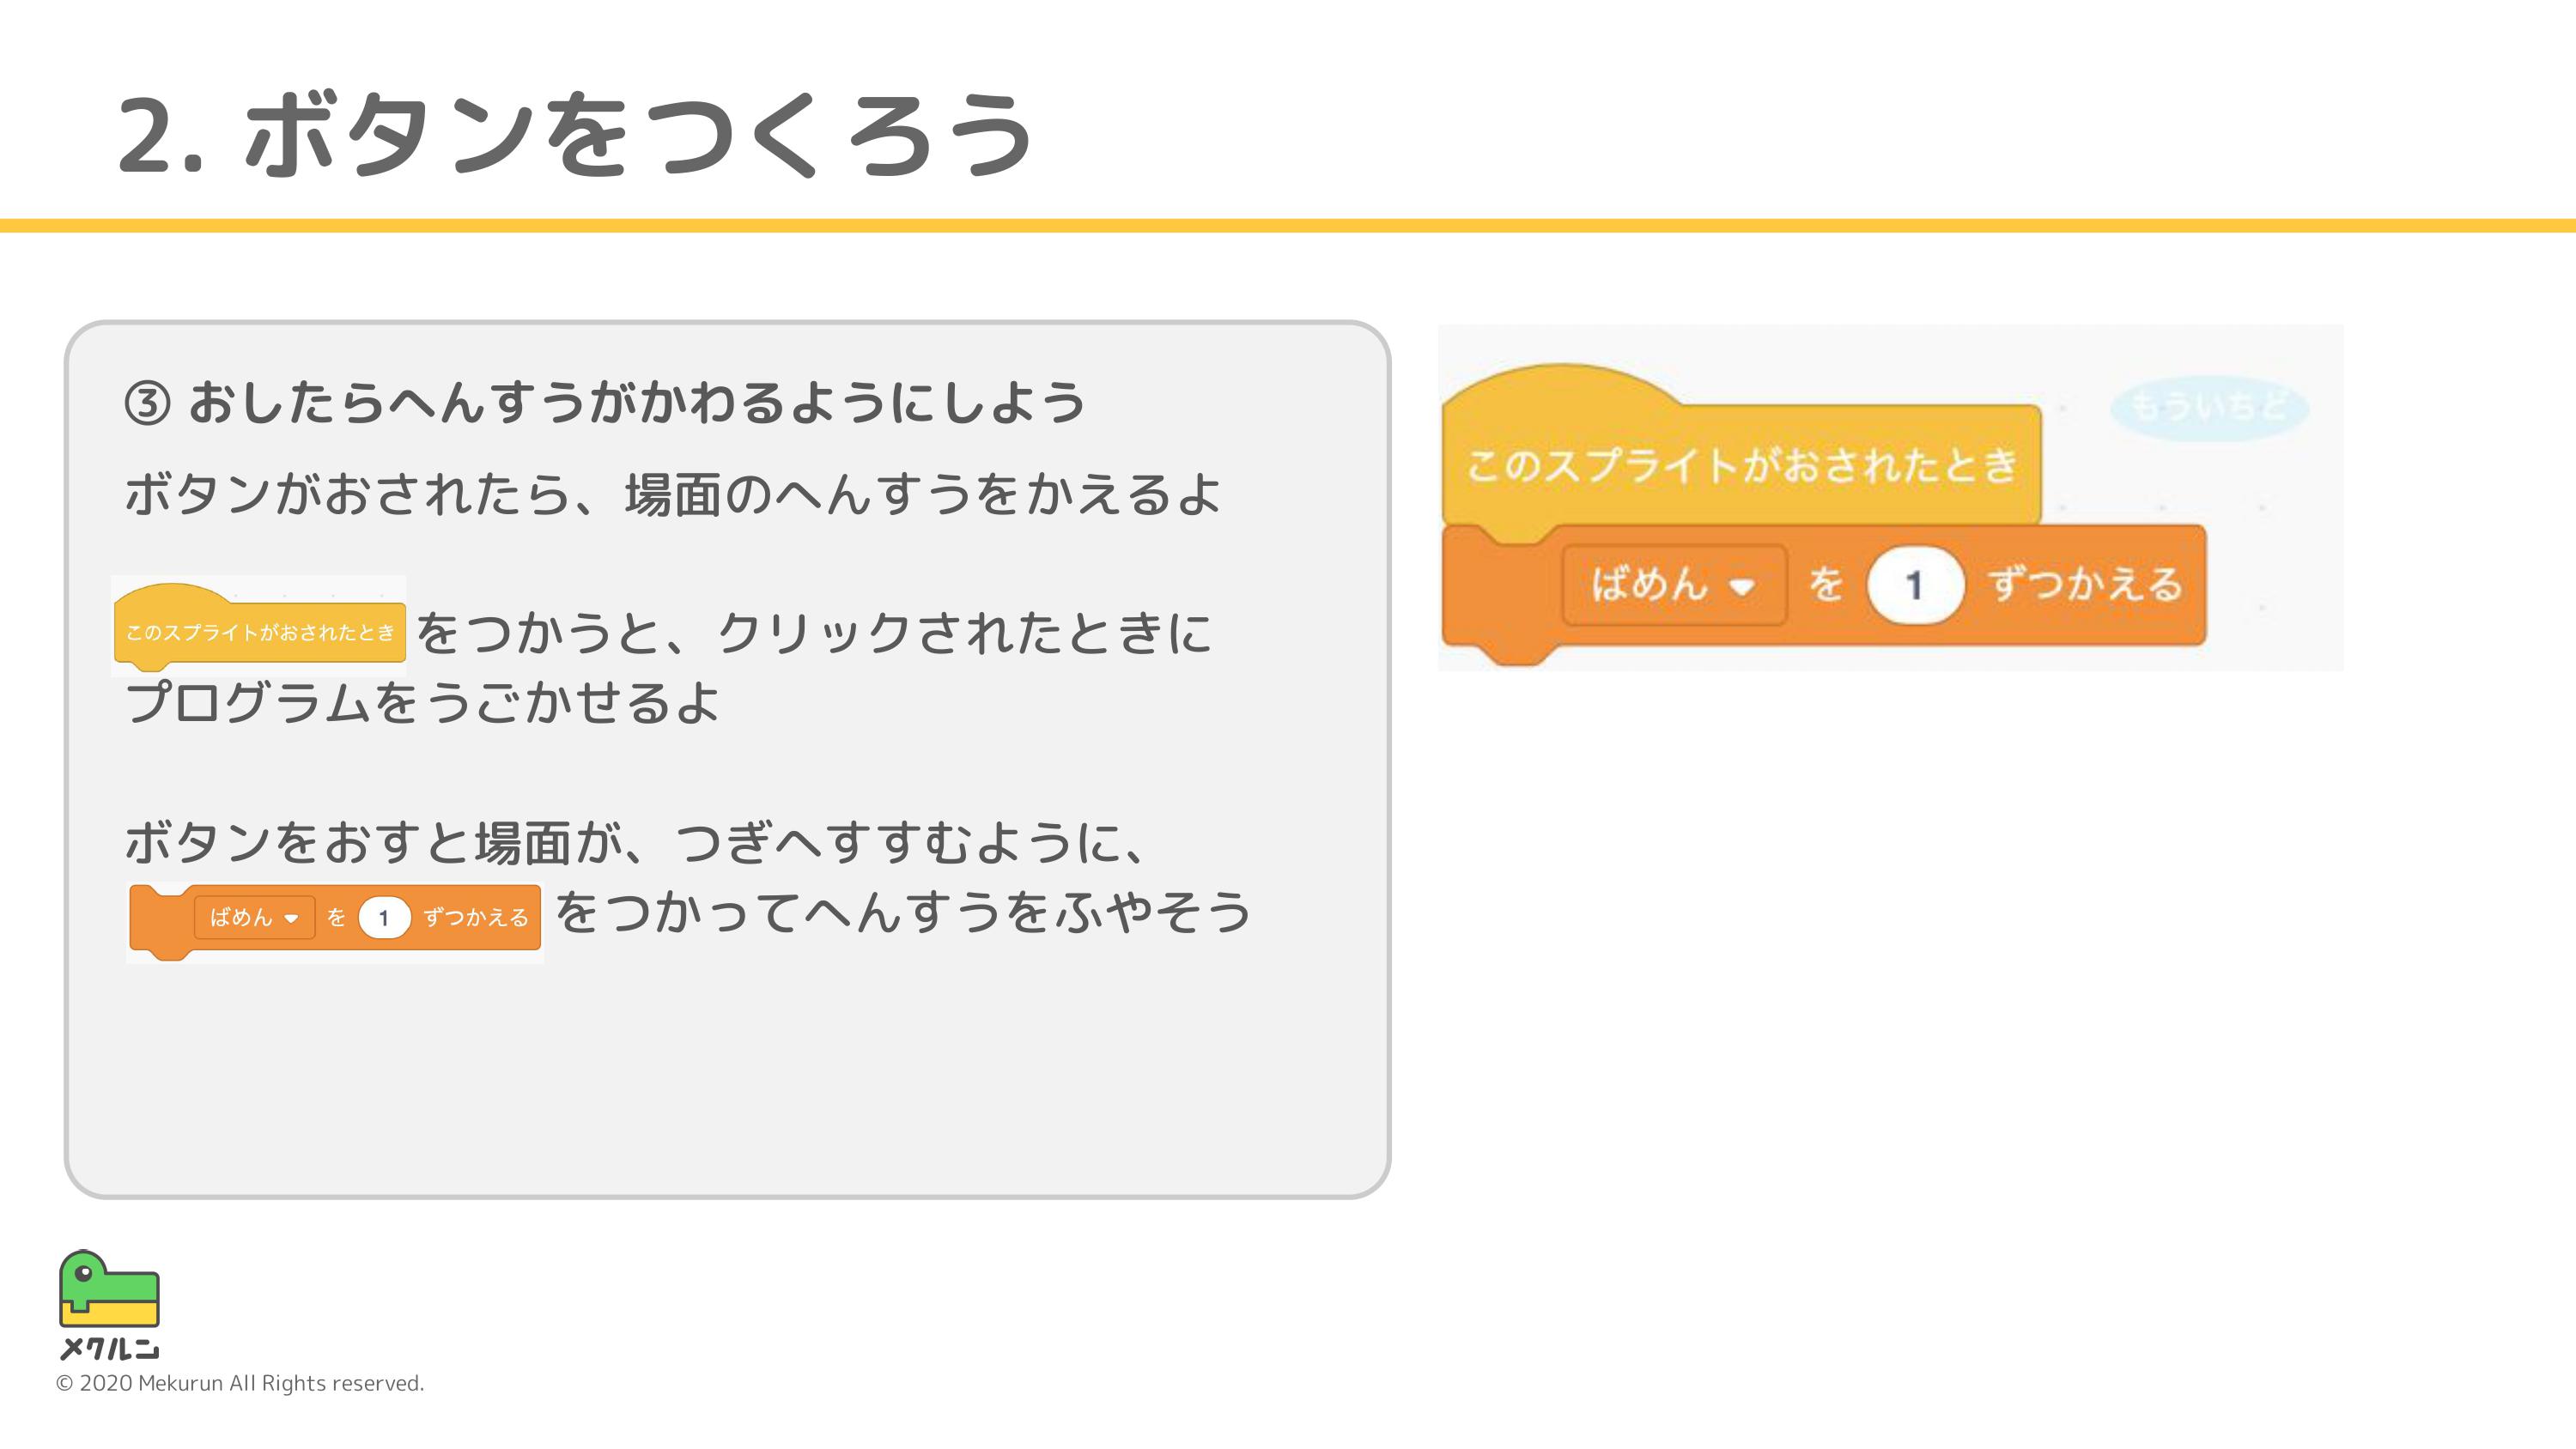 2. ボタンをつくろう
③ おしたらへんすうがかわるようにしよう
ボタンがおされたら、場面のへんすうをかえるよ
このスプライトがおされたとき をつかうと、クリックされたときに
プログラムをうごかせるよ
ボタンをおすと場面が、つぎへすすむように、
ばめん を 1 ずつかえる をつかってへんすうをふやそう
もういちど
このスプライトがおされたとき
ばめん を 1 ずつかえる
メクルン
© 2020 Mekurun All Rights reserved.